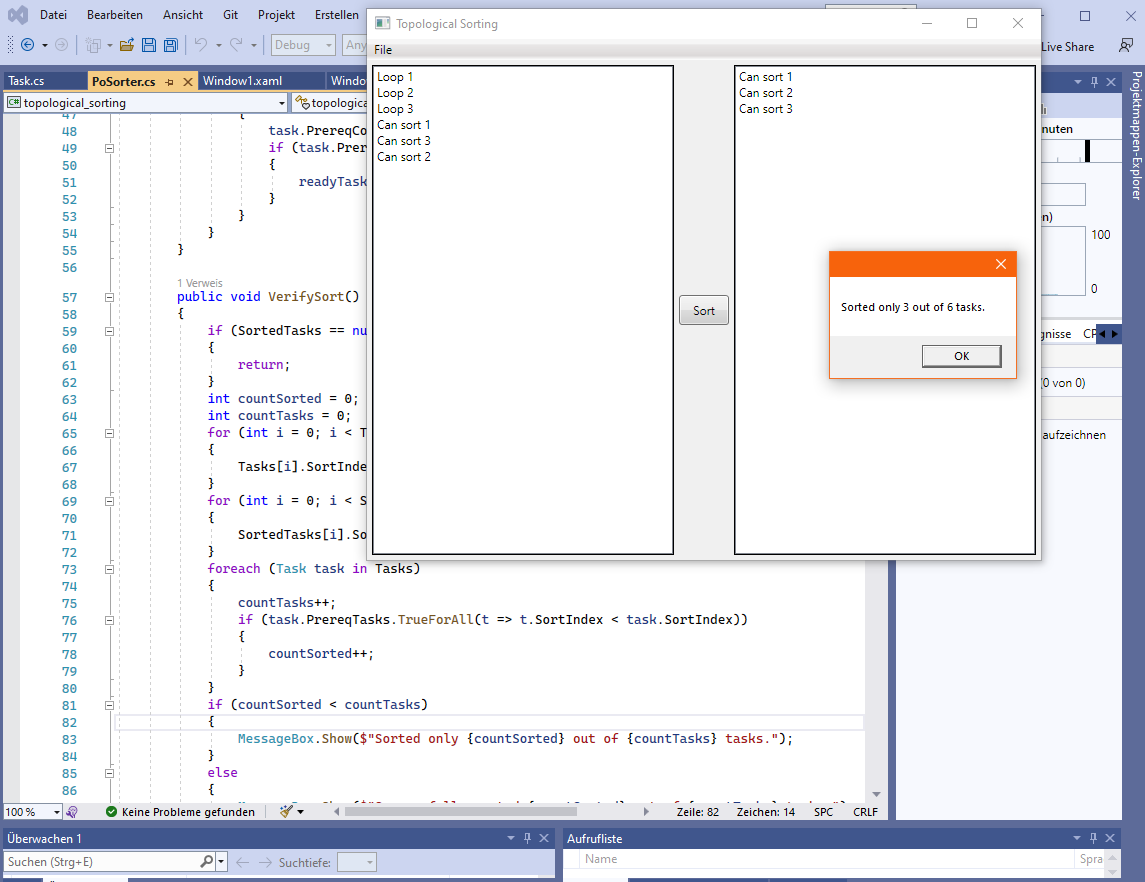 Datei Bearbeiten Ansicht Git Projekt Erstellen
Debug Any
Live Share
Task.cs PoSorter.cs Window1.xaml Windo
topological_sorting topologica
Topological Sorting
File
Loop 1
Loop 2
Loop 3
Can sort 1
Can sort 3
Can sort 2
Sort
Can sort 1
Can sort 2
Can sort 3
Sorted only 3 out of 6 tasks.
OK
47 {
48 task.PrereqCo
49 if (task.Prer
50 {
51 readyTask
52 }
53 }
54 }
55 }
56
1 Verweis
57 public void VerifySort()
58 {
59 if (SortedTasks == nu
60 {
61 return;
62 }
63 int countSorted = 0;
64 int countTasks = 0;
65 for (int i = 0; i < T
66 {
67 Tasks[i].SortInde
68 }
69 for (int i = 0; i < S
70 {
71 SortedTasks[i].So
72 }
73 foreach (Task task in Tasks)
74 {
75 countTasks++;
76 if (task.PrereqTasks.TrueForAll(t => t.SortIndex < task.SortIndex))
77 {
78 countSorted++;
79 }
80 }
81 if (countSorted < countTasks)
82 {
83 MessageBox.Show($"Sorted only {countSorted} out of {countTasks} tasks.");
84 }
85 else
86 {
nuten
en)
100
0
gnisse CP
(0 von 0)
aufzeichnen
Projektmappen-Explorer
100 % Keine Probleme gefunden Zeile: 82 Zeichen: 14 SPC CRLF
Überwachen 1
Suchen (Strg+E) Suchtiefe:
Aufrufliste
Name Spra